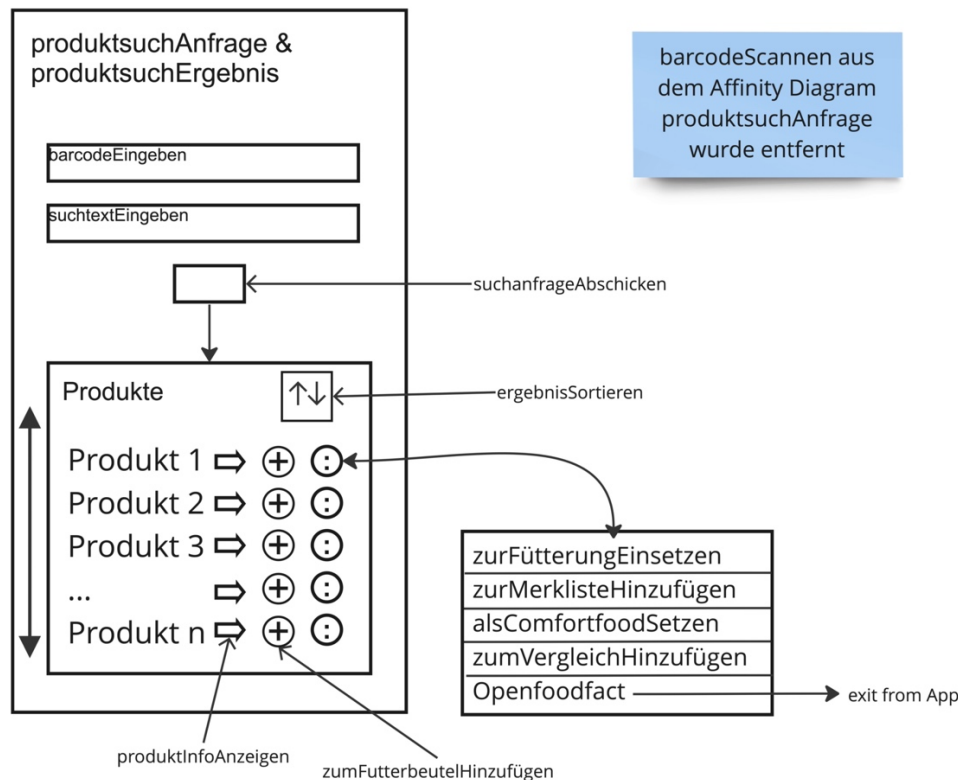 produktsuchAnfrage &
produktsuchErgebnis
barcodeScannen aus
dem Affinity Diagram
produktsuchAnfrage
wurde entfernt
barcodeEingeben
suchtextEingeben
suchanfrageAbschicken
Produkte
ergebnisSortieren
Produkt 1
Produkt 2
Produkt 3
...
Produkt n
zurFütterungEinsetzen
zurMerklisteHinzufügen
alsComfortfoodSetzen
zumVergleichHinzufügen
Openfoodfact
exit from App
produktInfoAnzeigen
zumFutterbeutelHinzufügen